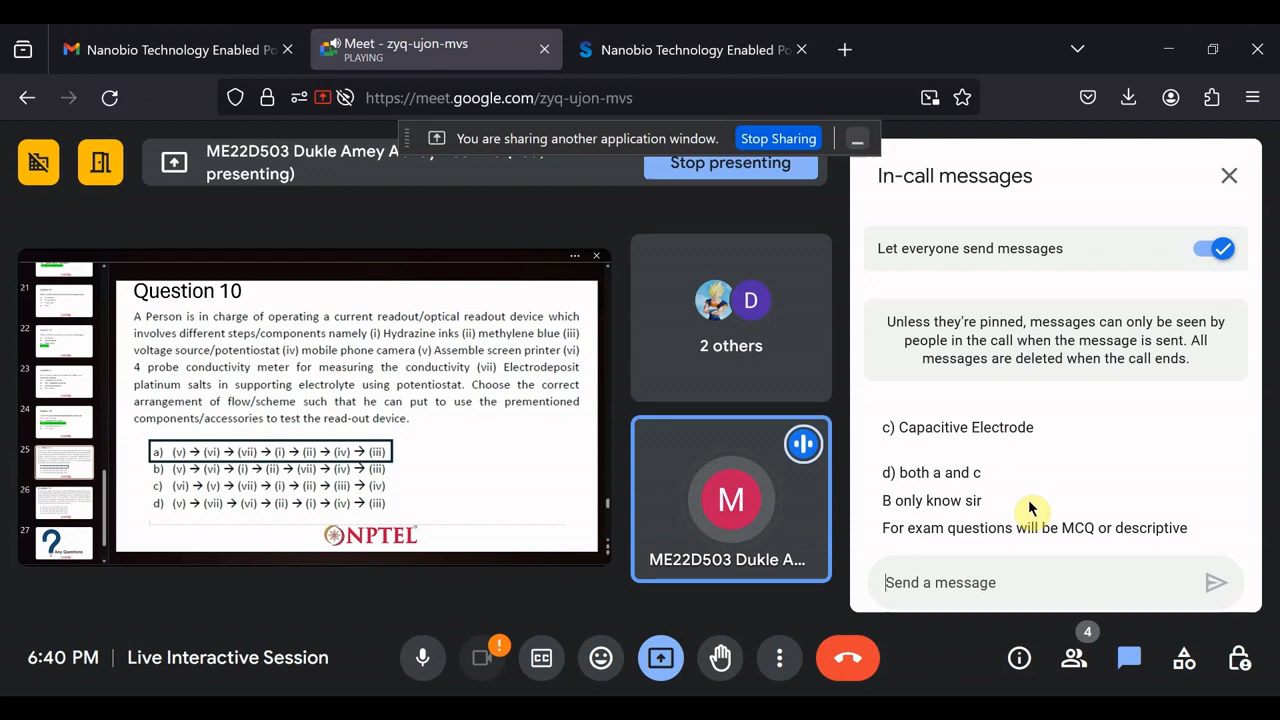 Nanobio Technology Enabled Po
Meet - zyq-ujon-mvs
PLAYING
Nanobio Technology Enabled Po
https://meet.google.com/zyq-ujon-mvs
You are sharing another application window.
Stop Sharing
ME22D503 Dukle Amey A
presenting)
Stop presenting
21
22
23
24
25
26
27
Any Questions
Question 10
A Person is in charge of operating a current readout/optical readout device which
involves different steps/components namely (i) Hydrazine inks (ii) methylene blue (iii)
voltage source/potentiostat (iv) mobile phone camera (v) Assemble screen printer (vi)
4 probe conductivity meter for measuring the conductivity (vii) Electrodeposit
platinum salts in supporting electrolyte using potentiostat. Choose the correct
arrangement of flow/scheme such that he can put to use the prementioned
components/accessories to test the read-out device.
b) (v) → (vi) → (i) → (ii) → (vii) → (iv) → (iii)
c) (vi) → (v) → (vii) → (i) → (ii) → (iii) → (iv)
d) (v) → (vii) → (vi) → (ii) → (i) → (iv) → (iii)
NPTEL
D
2 others
M
ME22D503 Dukle A...
In-call messages
Let everyone send messages
Unless they're pinned, messages can only be seen by
people in the call when the message is sent. All
messages are deleted when the call ends.
c) Capacitive Electrode
d) both a and c
B only know sir
For exam questions will be MCQ or descriptive
Send a message
6:40 PM
Live Interactive Session
4